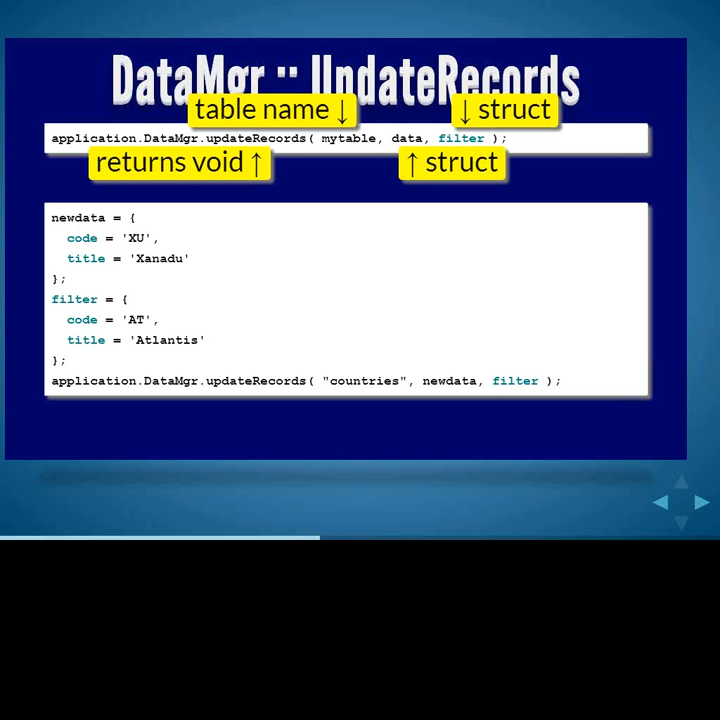 DataMgr :: UpdateRecords
table name ↓
↓ struct
application.DataMgr.updateRecords( mytable, data, filter );
returns void ↑
↑ struct
newdata = {
code = 'XU',
title = 'Xanadu'
};
filter = {
code = 'AT',
title = 'Atlantis'
};
application.DataMgr.updateRecords( "countries", newdata, filter );